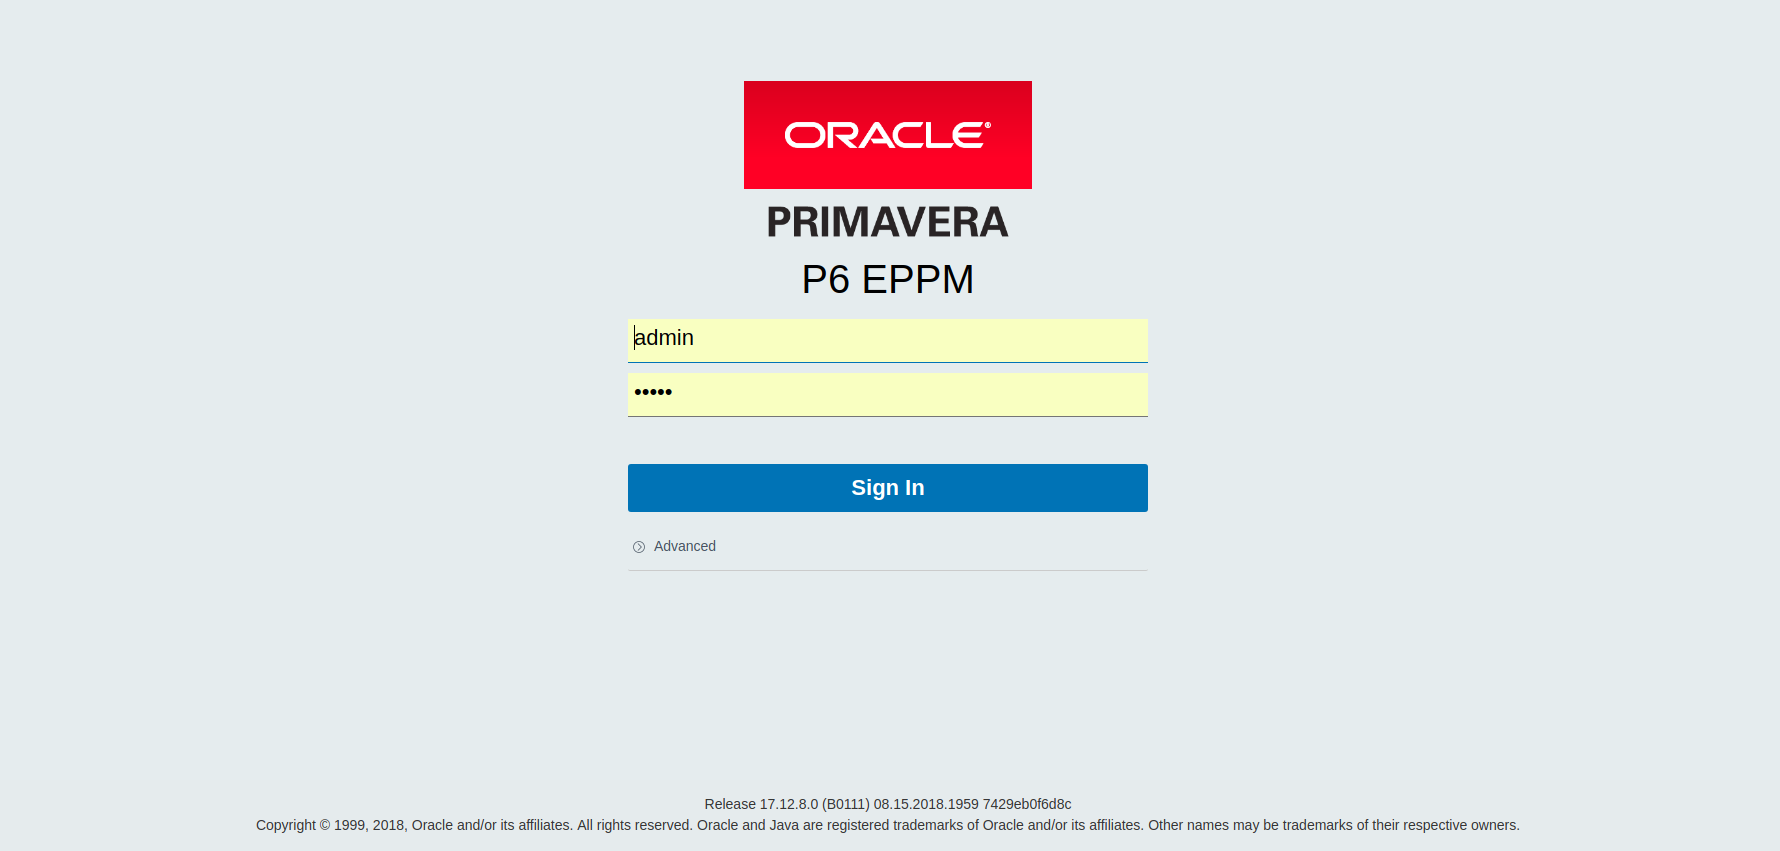 ORACLE®
PRIMAVERA
P6 EPPM
admin
•••••
Sign In
Advanced
Release 17.12.8.0 (B0111) 08.15.2018.1959 7429eb0f6d8c
Copyright © 1999, 2018, Oracle and/or its affiliates. All rights reserved. Oracle and Java are registered trademarks of Oracle and/or its affiliates. Other names may be trademarks of their respective owners.